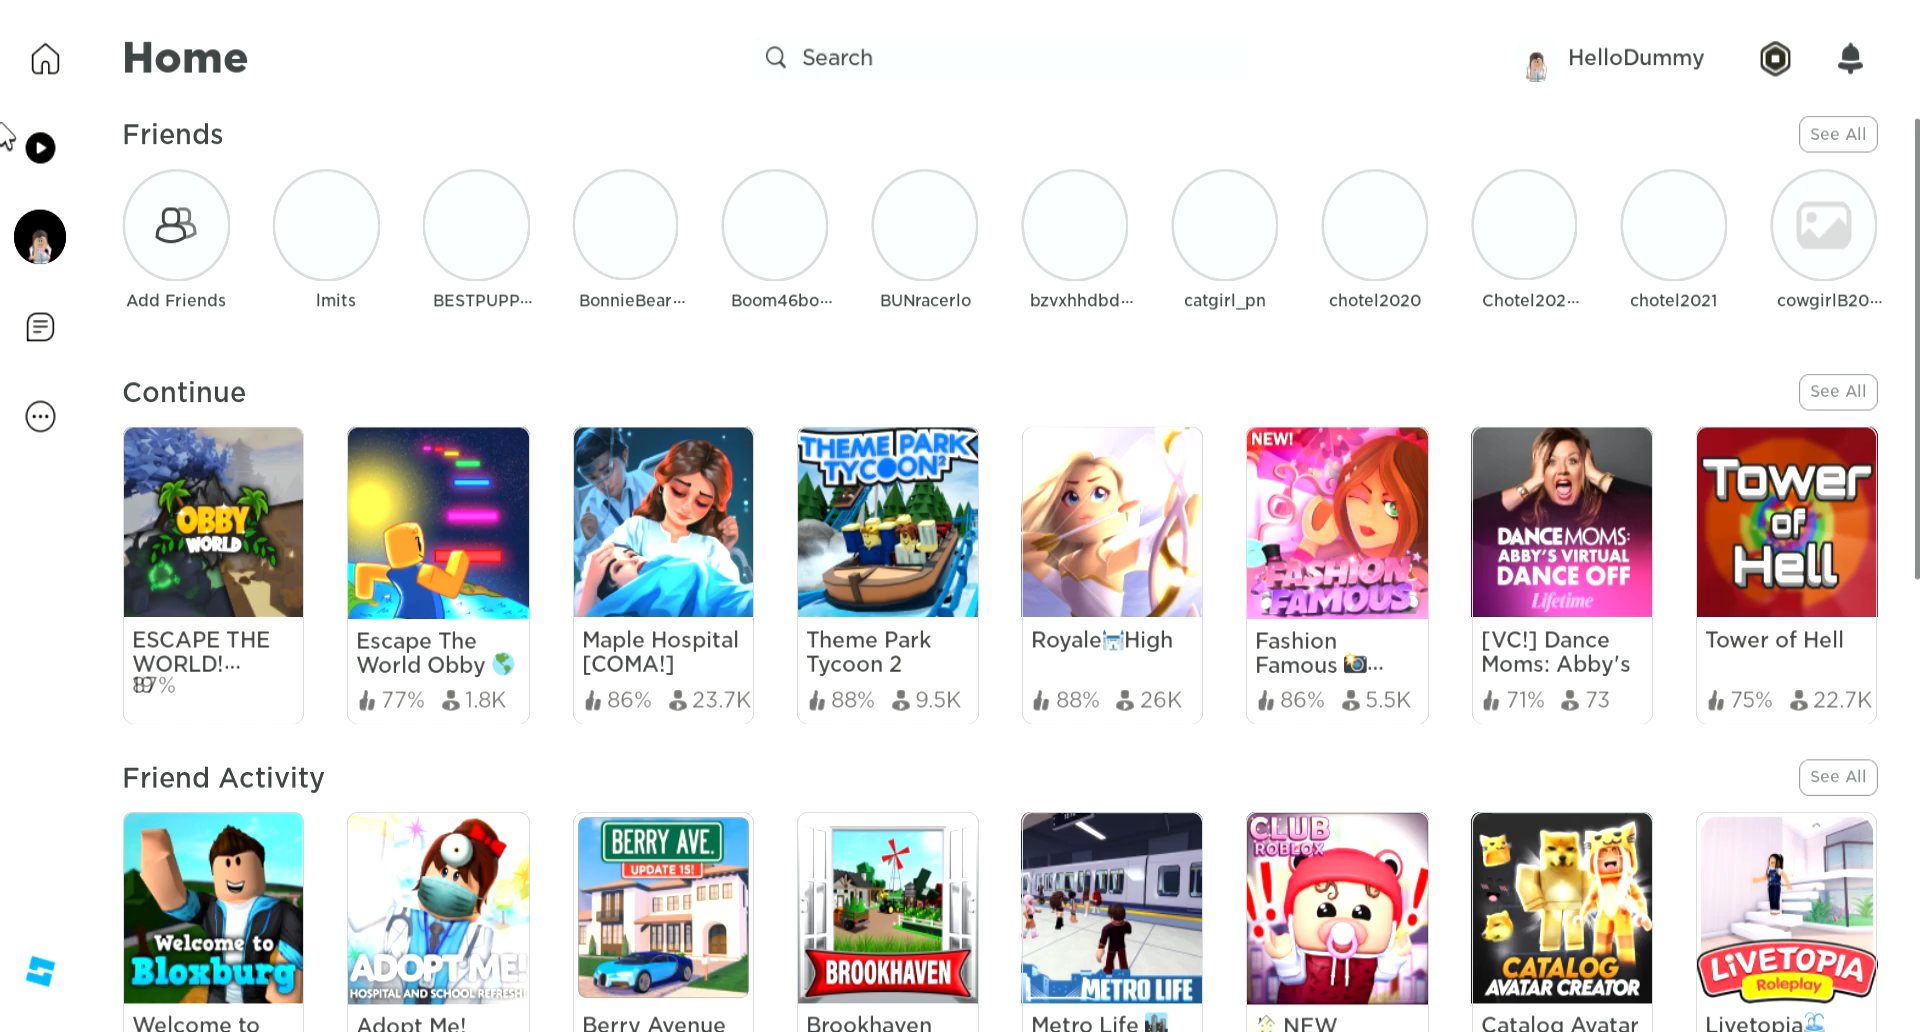 Home
Search
HelloDummy
Friends
See All
Add Friends
lmits
BESTPUPP...
BonnieBear...
Boom46bo...
BUNracerlo
bzvxhhdbd...
catgirl_pn
chotel2020
Chotel202...
chotel2021
cowgirlB20...
Continue
See All
OBBY
WORLD
ESCAPE THE
WORLD!...
Escape The
World Obby 🌎
77% 1.8K
Maple Hospital
[COMA!]
86% 23.7K
THEME PARK
TYCOON 2
Theme Park
Tycoon 2
88% 9.5K
Royale🏰High
88% 26K
NEW!
FASHION
FAMOUS
Fashion
Famous 📸...
86% 5.5K
DANCE MOMS:
ABBY'S VIRTUAL
DANCE OFF
Lifetime
[VC!] Dance
Moms: Abby's
71% 73
Tower
of
Hell
Tower of Hell
75% 22.7K
Friend Activity
See All
Welcome to
Bloxburg
Welcome to
ADOPT ME!
HOSPITAL AND SCHOOL REFRESH
Adopt Me!
BERRY AVE.
UPDATE 15!
Berry Avenue
BROOKHAVEN
Brookhaven
METRO LIFE
Metro Life 🏙️
CLUB
ROBLOX
🏠 NEW
CATALOG
AVATAR CREATOR
Catalog Avatar
LIVETOPIA
Roleplay
Livetopia⛲